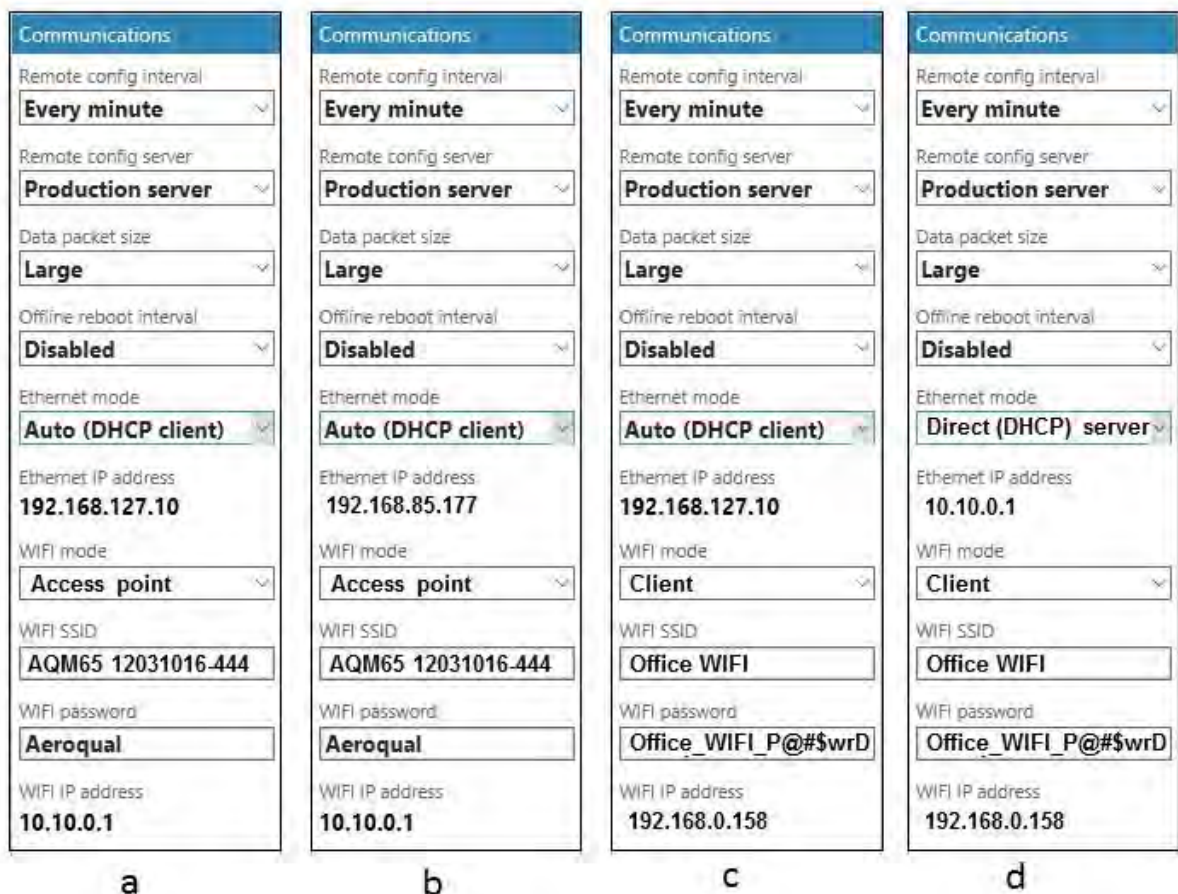 Communications
Remote config interval
Every minute
Remote config server
Production server
Data packet size
Large
Offline reboot interval
Disabled
Ethernet mode
Auto (DHCP client)
Ethernet IP address
192.168.127.10
WIFI mode
Access point
WIFI SSID
AQM65 12031016-444
WIFI password
Aeroqual
WIFI IP address
10.10.0.1
a
Communications
Remote config interval
Every minute
Remote config server
Production server
Data packet size
Large
Offline reboot interval
Disabled
Ethernet mode
Auto (DHCP client)
Ethernet IP address
192.168.85.177
WIFI mode
Access point
WIFI SSID
AQM65 12031016-444
WIFI password
Aeroqual
WIFI IP address
10.10.0.1
b
Communications
Remote config interval
Every minute
Remote config server
Production server
Data packet size
Large
Offline reboot interval
Disabled
Ethernet mode
Auto (DHCP client)
Ethernet IP address
192.168.127.10
WIFI mode
Client
WIFI SSID
Office WIFI
WIFI password
Office_WIFI_P@#$wrD
WIFI IP address
192.168.0.158
c
Communications
Remote config interval
Every minute
Remote config server
Production server
Data packet size
Large
Offline reboot interval
Disabled
Ethernet mode
Direct (DHCP) server
Ethernet IP address
10.10.0.1
WIFI mode
Client
WIFI SSID
Office WIFI
WIFI password
Office_WIFI_P@#$wrD
WIFI IP address
192.168.0.158
d